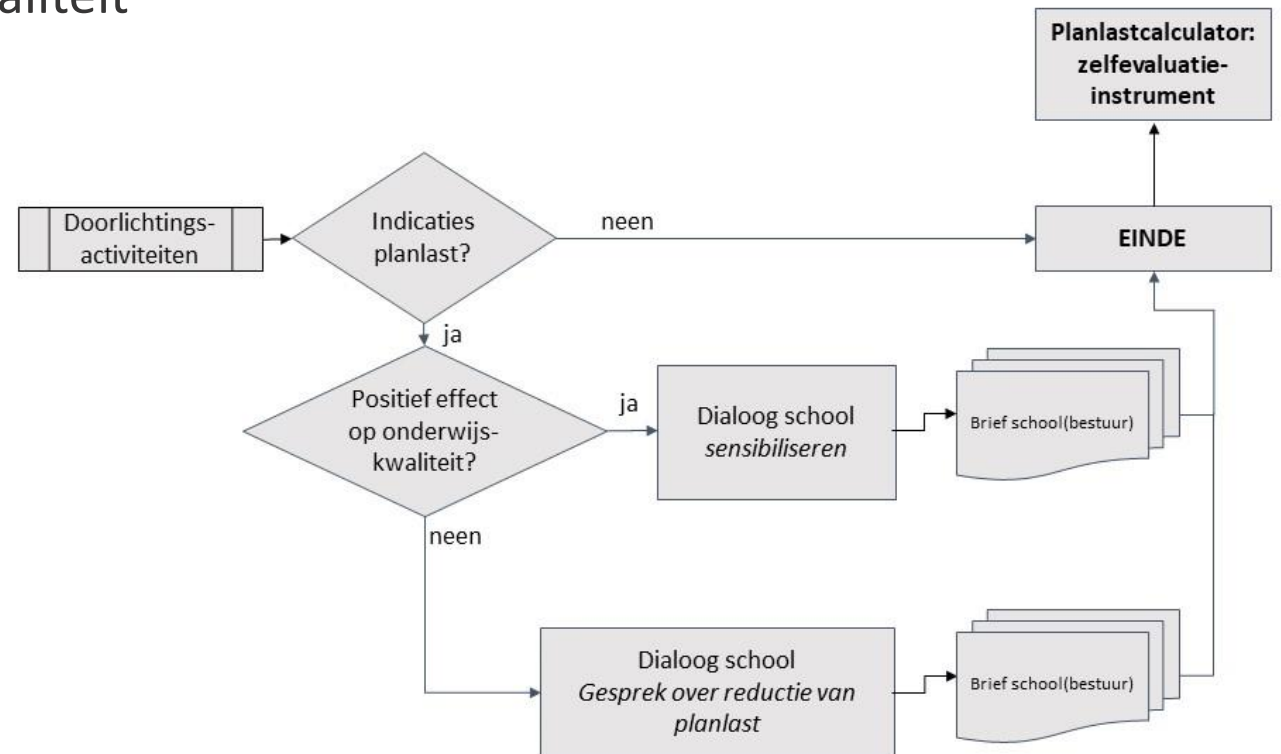 Planlastcalculator:
zelfevaluatie-
instrument
Doorlichtings-
activiteiten
Indicaties
planlast?
neen
EINDE
ja
Positief effect
op onderwijs-
kwaliteit?
ja
Dialoog school
sensibiliseren
Brief school(bestuur)
neen
Dialoog school
Gesprek over reductie van
planlast
Brief school(bestuur)